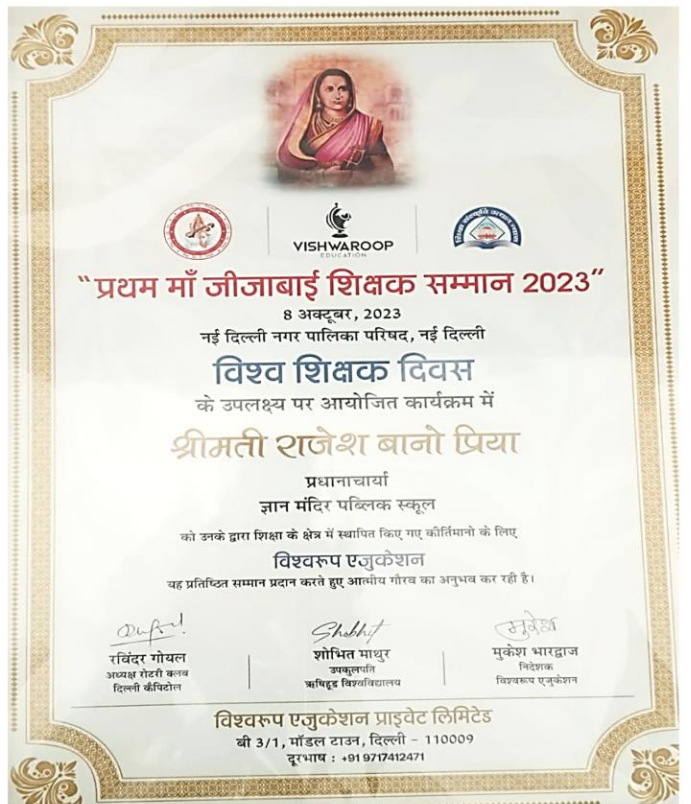 VISHWAROOP
EDUCATION
"प्रथम माँ जीजाबाई शिक्षक सम्मान 2023"
8 अक्टूबर, 2023
नई दिल्ली नगर पालिका परिषद, नई दिल्ली
विश्व शिक्षक दिवस
के उपलक्ष्य पर आयोजित कार्यक्रम में
श्रीमती राजेश बानो प्रिया
प्रधानाचार्या
ज्ञान मंदिर पब्लिक स्कूल
को उनके द्वारा शिक्षा के क्षेत्र में स्थापित किए गए कीर्तिमानो के लिए
विश्वरूप एजुकेशन
यह प्रतिष्ठित सम्मान प्रदान करते हुए आत्मीय गौरव का अनुभव कर रही है।
Shobhit
मुकेश
रविंदर गोयल
अध्यक्ष रोटरी क्लब
दिल्ली कैपिटोल
शोभित माथुर
उपकुलपति
ऋषिहूड विश्वविद्यालय
मुकेश भारद्वाज
निदेशक
विश्वरूप एजुकेशन
विश्वरूप एजुकेशन प्राइवेट लिमिटेड
बी 3/1, मॉडल टाउन, दिल्ली - 110009
दूरभाष : +91 9717412471